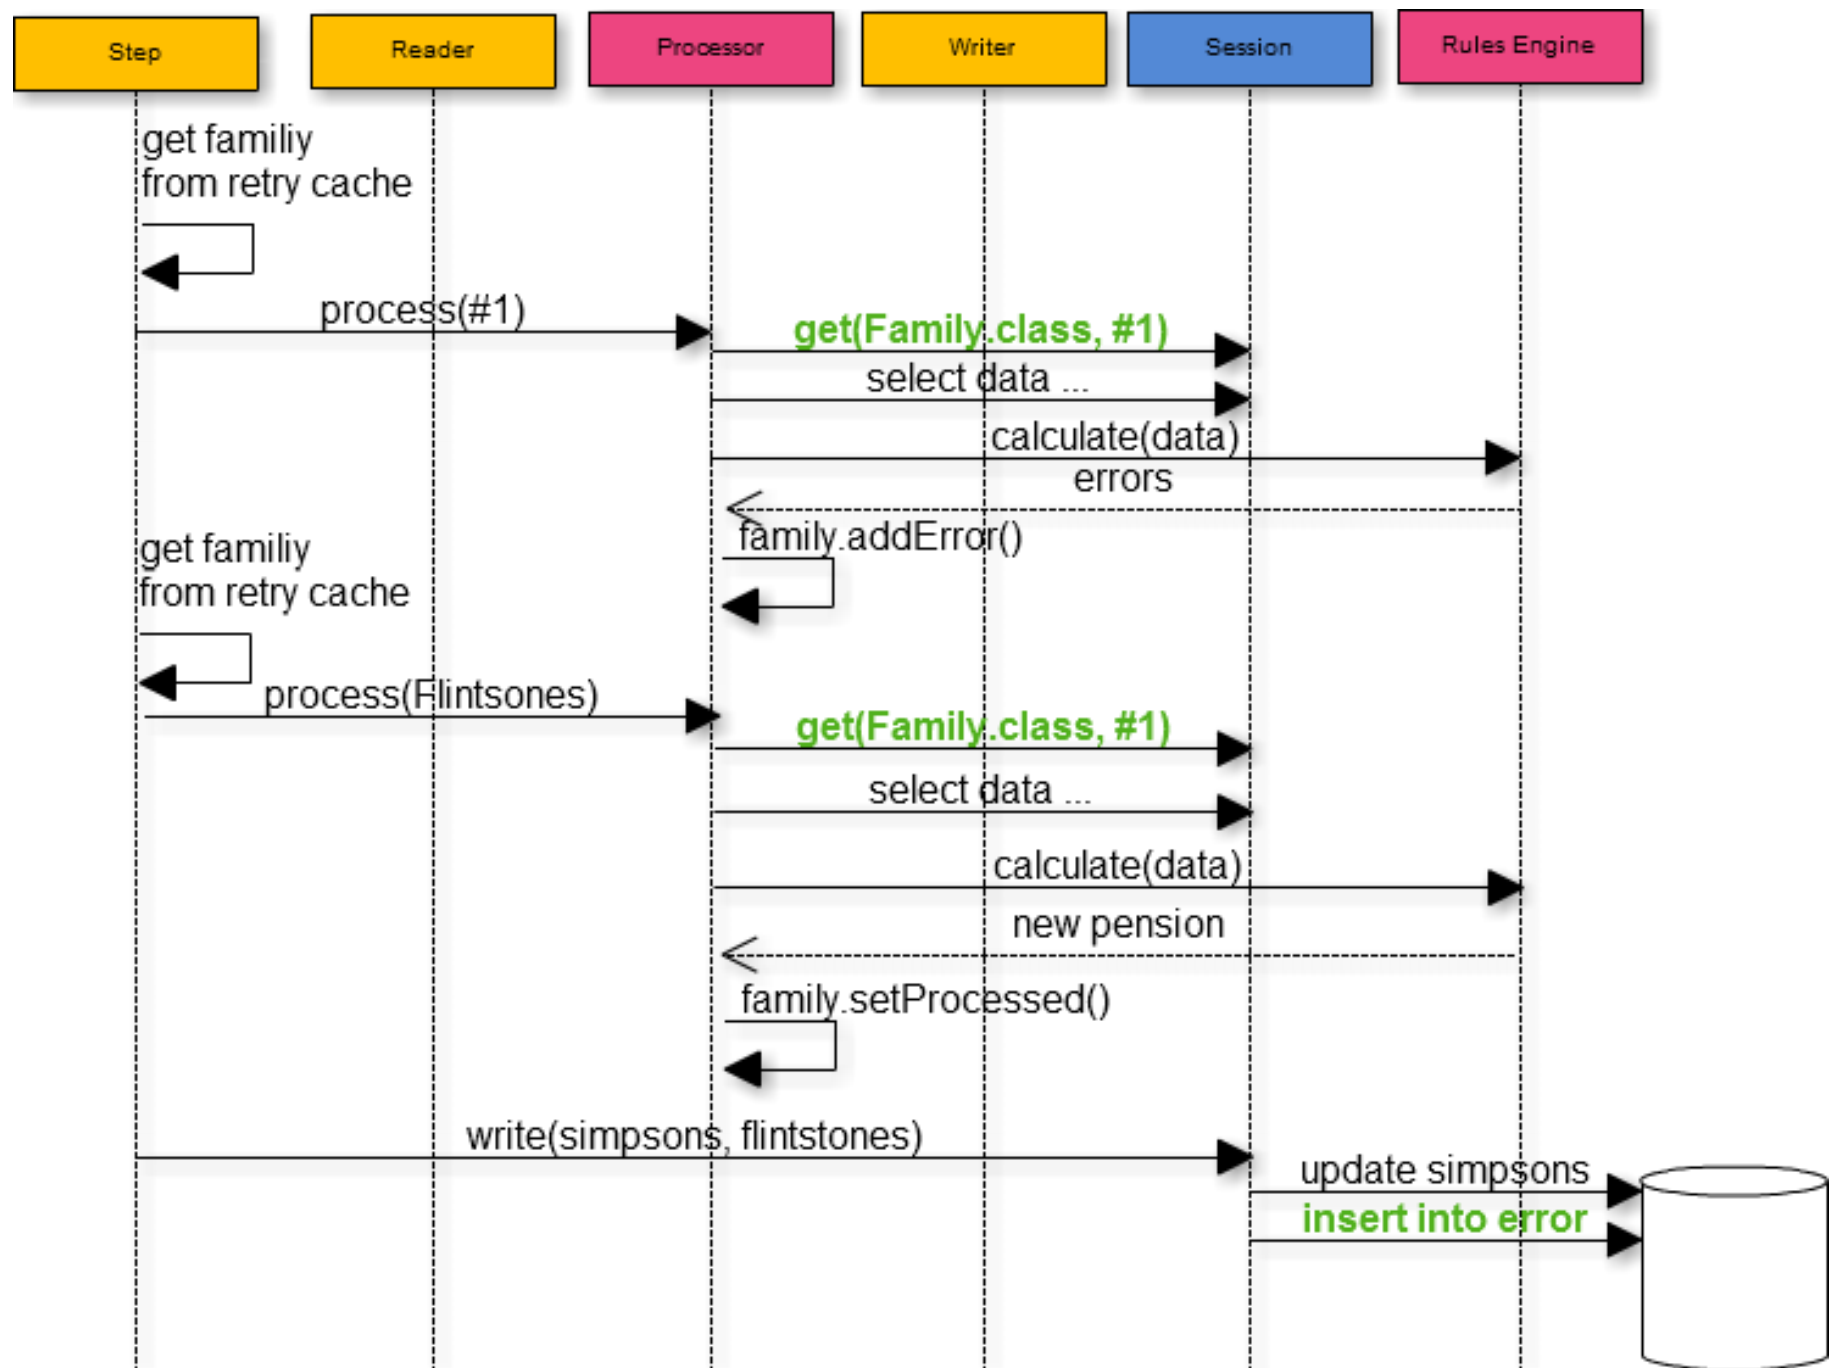 Step
Reader
Processor
Writer
Session
Rules Engine
get familiy
from retry cache
process(#1)
get(Family.class, #1)
select data ...
calculate(data)
errors
family.addError()
get familiy
from retry cache
process(Flintsones)
get(Family.class, #1)
select data ...
calculate(data)
new pension
family.setProcessed()
write(simpsons, flintstones)
update simpsons
insert into error